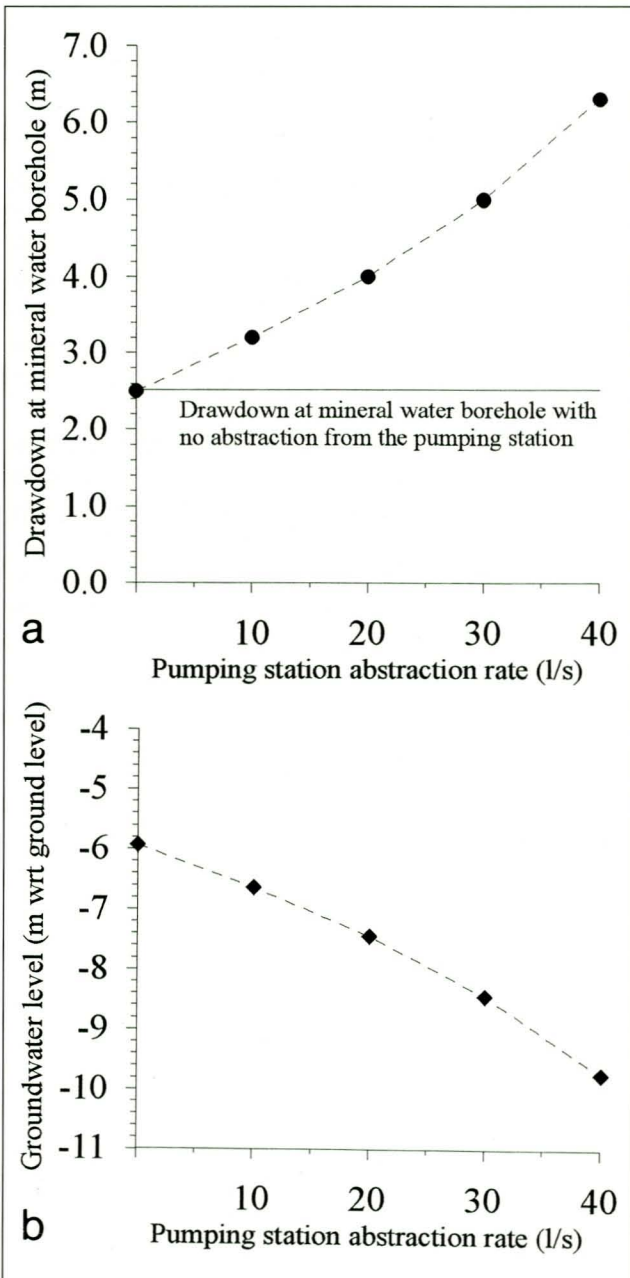 Drawdown at mineral water borehole (m)
7.0
6.0
5.0
4.0
3.0
2.0
1.0
0.0
Drawdown at mineral water borehole with
no abstraction from the pumping station
a
10 20 30 40
Pumping station abstraction rate (l/s)
Groundwater level (m wrt ground level)
-4
-5
-6
-7
-8
-9
-10
-11
b
10 20 30 40
Pumping station abstraction rate (l/s)